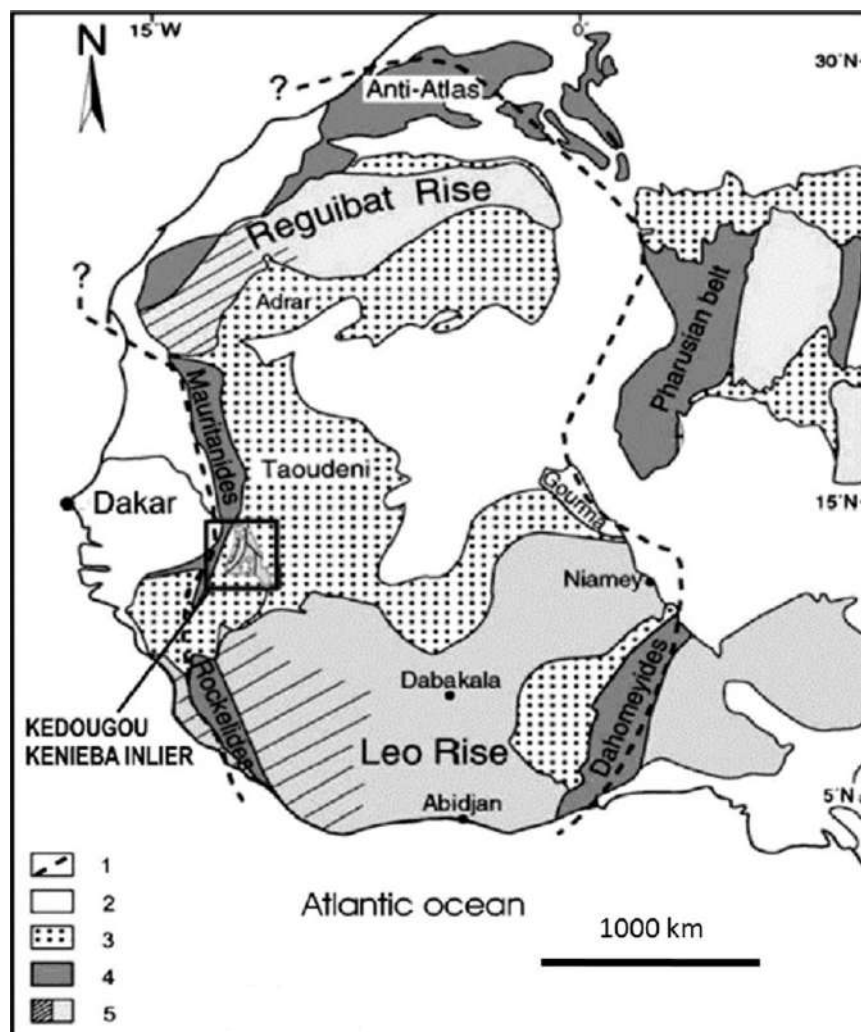 15˚W
0˚
N
30˚N
?
Anti-Atlas
Reguibat Rise
?
Adrar
Pharusian belt
Mauritanides
Taoudeni
Dakar
Gourma
15˚N
Niamey
Dabakala
Rockelides
KEDOUGOU
KENIEBA INLIER
Leo Rise
Dahomeyides
Abidjan
5˚N
1
2
3
4
5
Atlantic ocean
1000 km